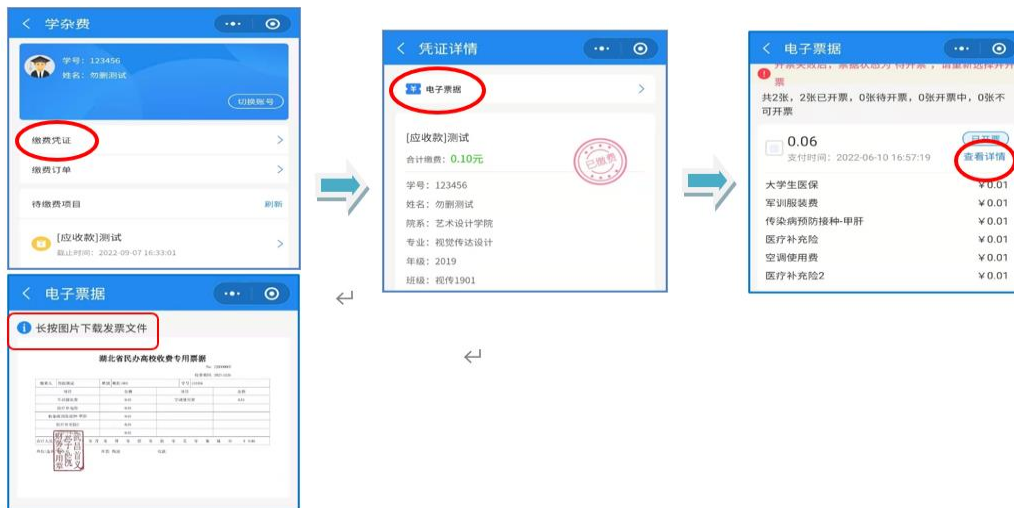 学杂费
学号：123456
姓名：勿删测试
切换账号
缴费凭证
缴费订单
待缴费项目
刷新
[应收款]测试
截止时间：2022-09-07 16:33:01
凭证详情
电子票据
[应收款]测试
合计缴费：0.10元
已缴费
学号：123456
姓名：勿删测试
院系：艺术设计学院
专业：视觉传达设计
年级：2019
班级：视传1901
电子票据
票
共2张，2张已开票，0张待开票，0张开票中，0张不
可开票
0.06
已开票
支付时间：2022-06-10 16:57:19
查看详情
大学生医保 ￥0.01
军训服装费 ￥0.01
传染病预防接种-甲肝 ￥0.01
医疗补充险 ￥0.01
空调使用费 ￥0.01
医疗补充险2 ￥0.01
电子票据
长按图片下载发票文件
湖北省民办高校收费专用票据